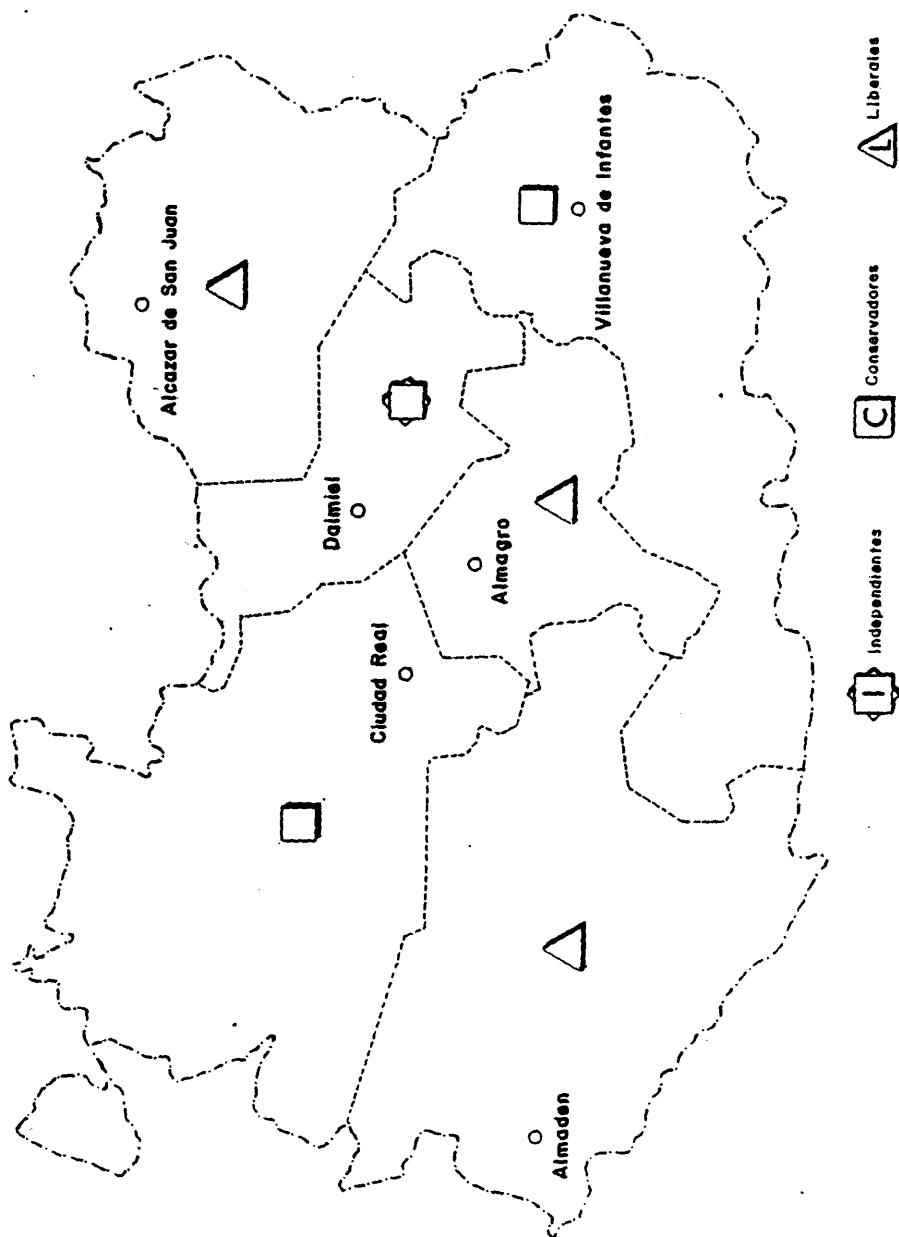 Alcazar de San Juan
Daimiel
Ciudad Real
Almagro
Villanueva de Infantes
Almaden
I Independientes
C Conservadores
L Liberales